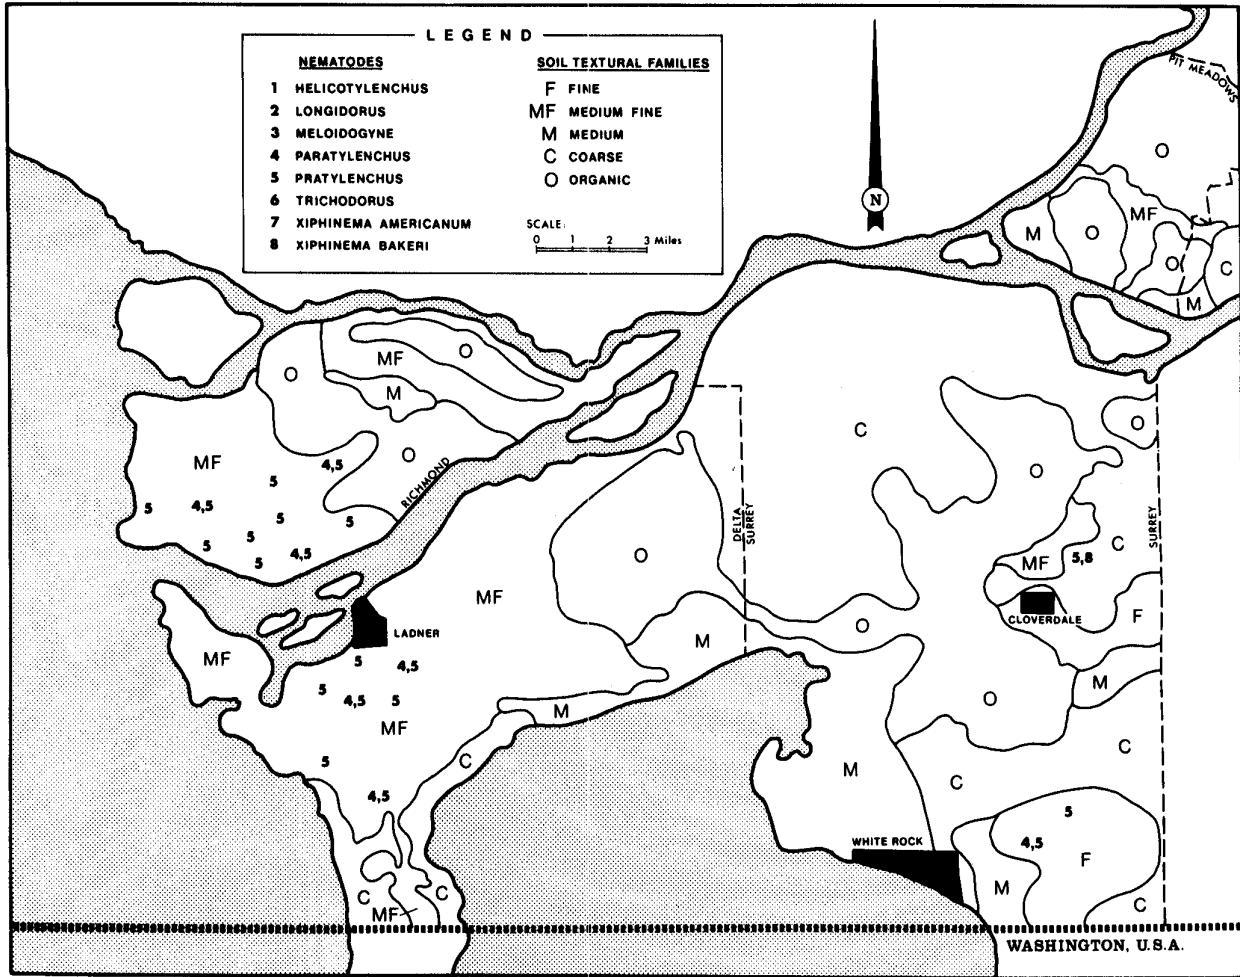 LEGEND
NEMATODES
1 HELICOTYLENCHUS
2 LONGIDORUS
3 MELOIDOGYNE
4 PARATYLENCHUS
5 PRATYLENCHUS
6 TRICHODORUS
7 XIPHINEMA AMERICANUM
8 XIPHINEMA BAKERI
SOIL TEXTURAL FAMILIES
F FINE
MF MEDIUM FINE
M MEDIUM
C COARSE
O ORGANIC
SCALE:
0 1 2 3 Miles
N
PIT MEADOWS
O
MF
M
O
O
C
M
O
MF
O
M
O
MF
RICHMOND
4,5
5
5
4,5
5
5
5
5
4,5
5
C
O
O
DELTA
SURREY
SURREY
O
MF
5,8
C
MF
CLOVERDALE
F
O
M
M
LADNER
MF
5
4,5
5
4,5
5
MF
M
O
C
5
C
M
C
4,5
5
WHITE ROCK
4,5
F
M
C
C
C
MF
WASHINGTON, U.S.A.